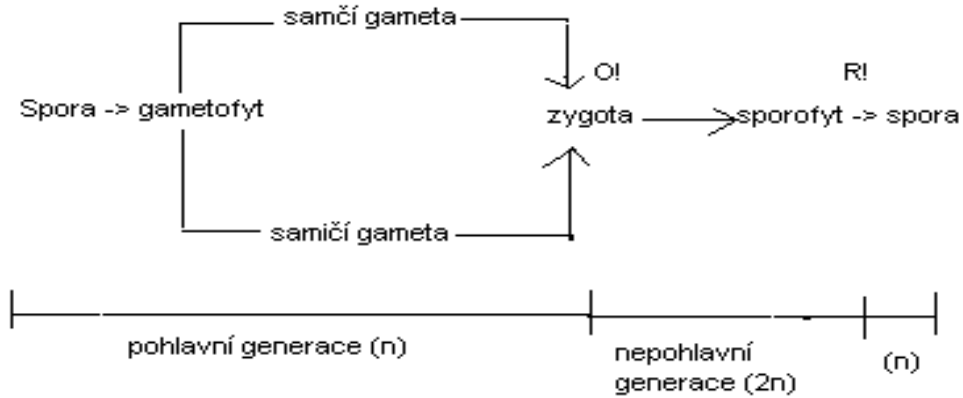 samčí gameta
O!
R!
Spora -> gametofyt
zygota
sporofyt -> spora
samičí gameta
pohlavní generace (n)
nepohlavní
generace (2n)
(n)